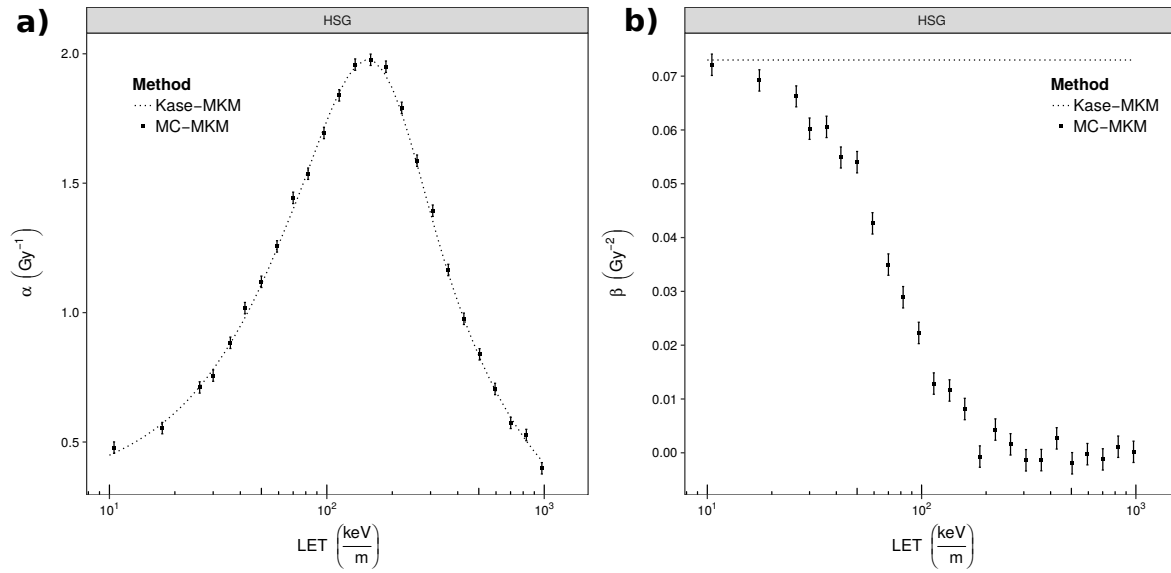 a)
HSG
Method
Kase−MKM
MC−MKM
2.0
1.5
1.0
0.5
α (Gy⁻¹)
10¹
10²
10³
LET (keV/m)
b)
HSG
Method
Kase−MKM
MC−MKM
0.07
0.06
0.05
0.04
0.03
0.02
0.01
0.00
β (Gy⁻²)
10¹
10²
10³
LET (keV/m)